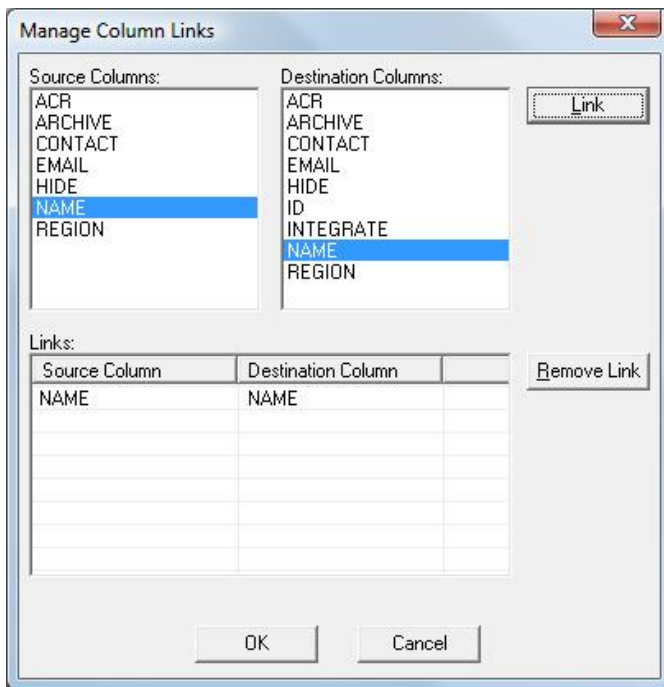 Manage Column Links
Source Columns:
ACR
ARCHIVE
CONTACT
EMAIL
HIDE
NAME
REGION
Destination Columns:
ACR
ARCHIVE
CONTACT
EMAIL
HIDE
ID
INTEGRATE
NAME
REGION
Link
Links:
Source Column Destination Column
NAME NAME
Remove Link
OK Cancel